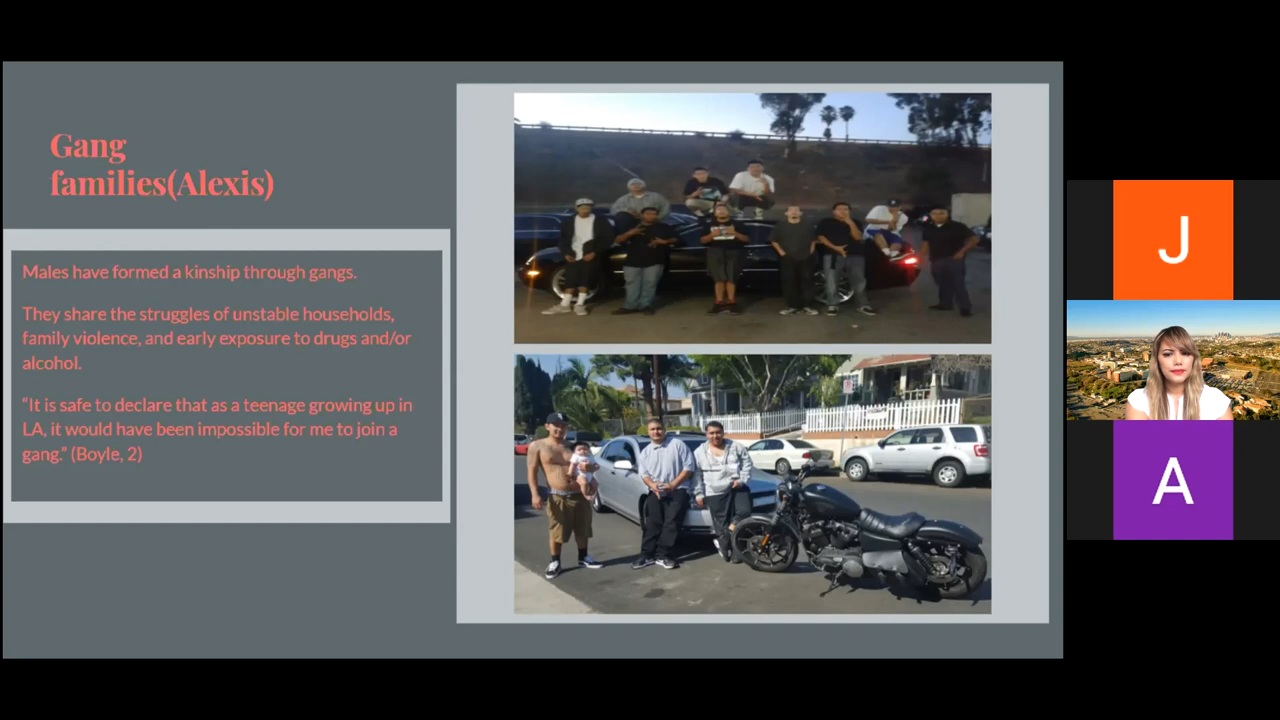 Gang
families(Alexis)
Males have formed a kinship through gangs.
They share the struggles of unstable households,
family violence, and early exposure to drugs and/or
alcohol.
“It is safe to declare that as a teenage growing up in
LA, it would have been impossible for me to join a
gang.” (Boyle, 2)
J
A